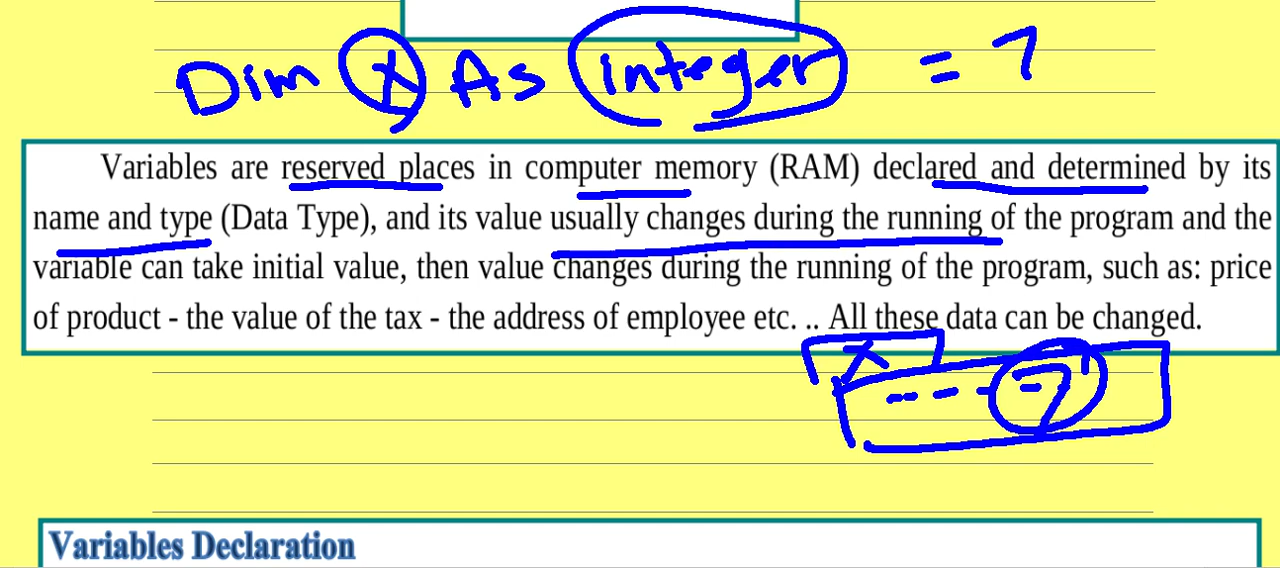 Dim X As integer = 7
Variables are reserved places in computer memory (RAM) declared and determined by its
name and type (Data Type), and its value usually changes during the running of the program and the
variable can take initial value, then value changes during the running of the program, such as: price
of product - the value of the tax - the address of employee etc. .. All these data can be changed.
X
7
Variables Declaration